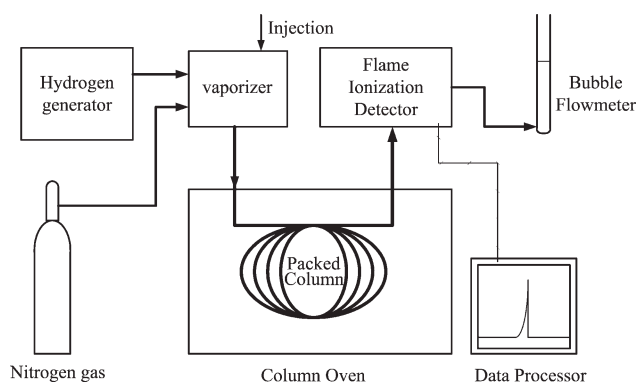 Injection
Hydrogen
generator
vaporizer
Flame
Ionization
Detector
Bubble
Flowmeter
Packed
Column
Nitrogen gas
Column Oven
Data Processor